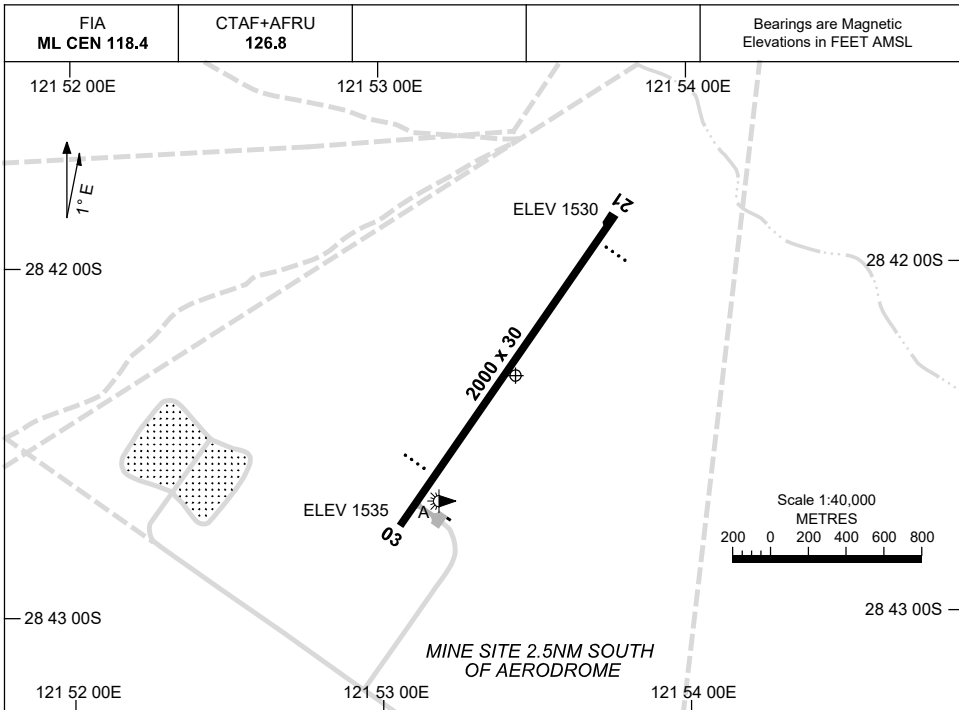 FIA
ML CEN 118.4
CTAF+AFRU
126.8
Bearings are Magnetic
Elevations in FEET AMSL
121 52 00E
121 53 00E
121 54 00E
1° E
ELEV 1530
21
28 42 00S
28 42 00S
2000 x 30
ELEV 1535
A
03
Scale 1:40,000
METRES
200 0 200 400 600 800
28 43 00S
28 43 00S
MINE SITE 2.5NM SOUTH
OF AERODROME
121 52 00E
121 53 00E
121 54 00E